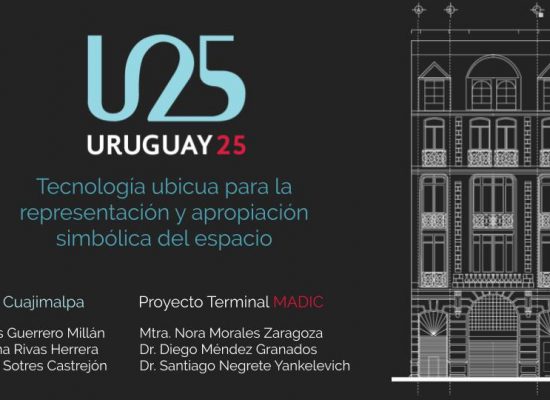 U25
URUGUAY 25
Tecnología ubicua para la
representación y apropiación
simbólica del espacio
Cuajimalpa
Guerrero Millán
Rivas Herrera
Sotres Castrejón
Proyecto Terminal MADIC
Mtra. Nora Morales Zaragoza
Dr. Diego Méndez Granados
Dr. Santiago Negrete Yankelevich